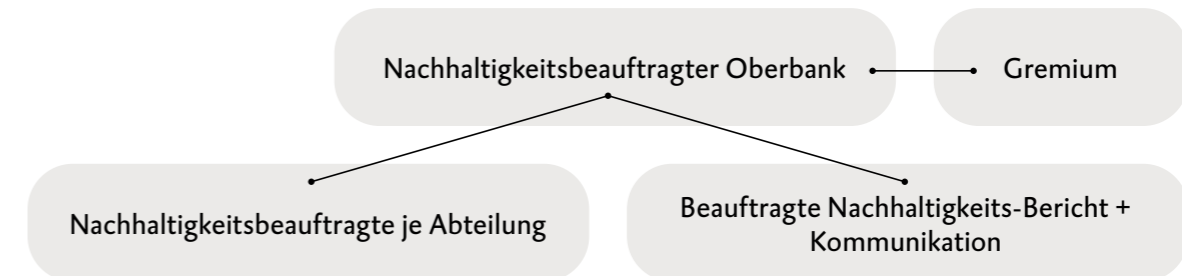 Nachhaltigkeitsbeauftragter Oberbank
Gremium
Nachhaltigkeitsbeauftragte je Abteilung
Beauftragte Nachhaltigkeits-Bericht +
Kommunikation